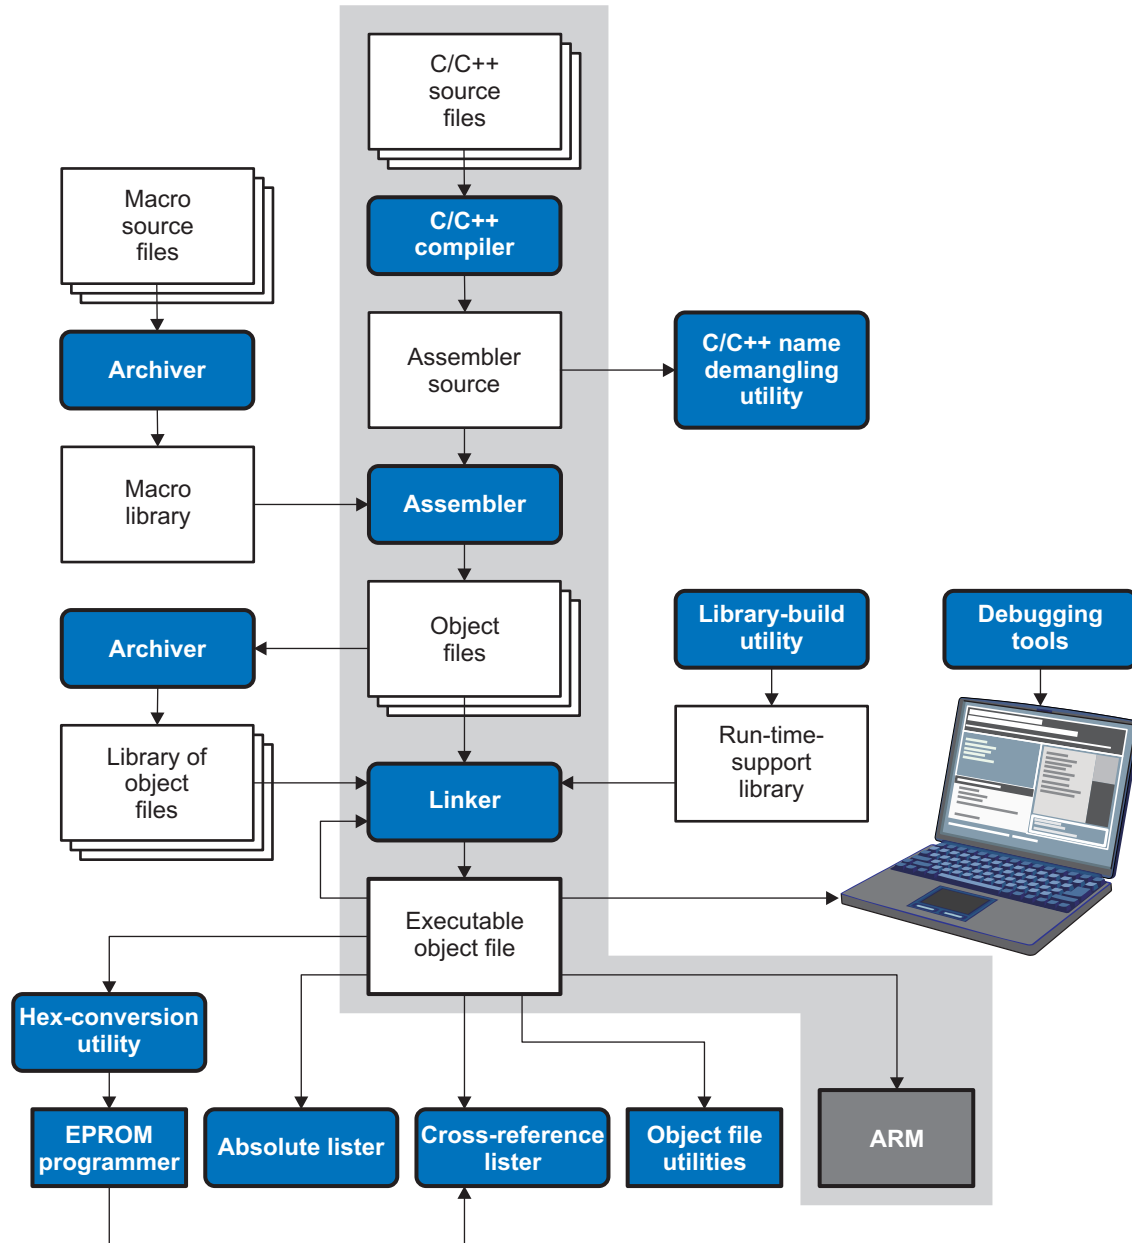 C/C++
source
files
Macro
source
files
C/C++
compiler
Archiver
Assembler
source
C/C++ name
demangling
utility
Macro
library
Assembler
Archiver
Object
files
Library-build
utility
Debugging
tools
Library of
object
files
Linker
Run-time-
support
library
Executable
object file
Hex-conversion
utility
EPROM
programmer
Absolute lister
Cross-reference
lister
Object file
utilities
ARM